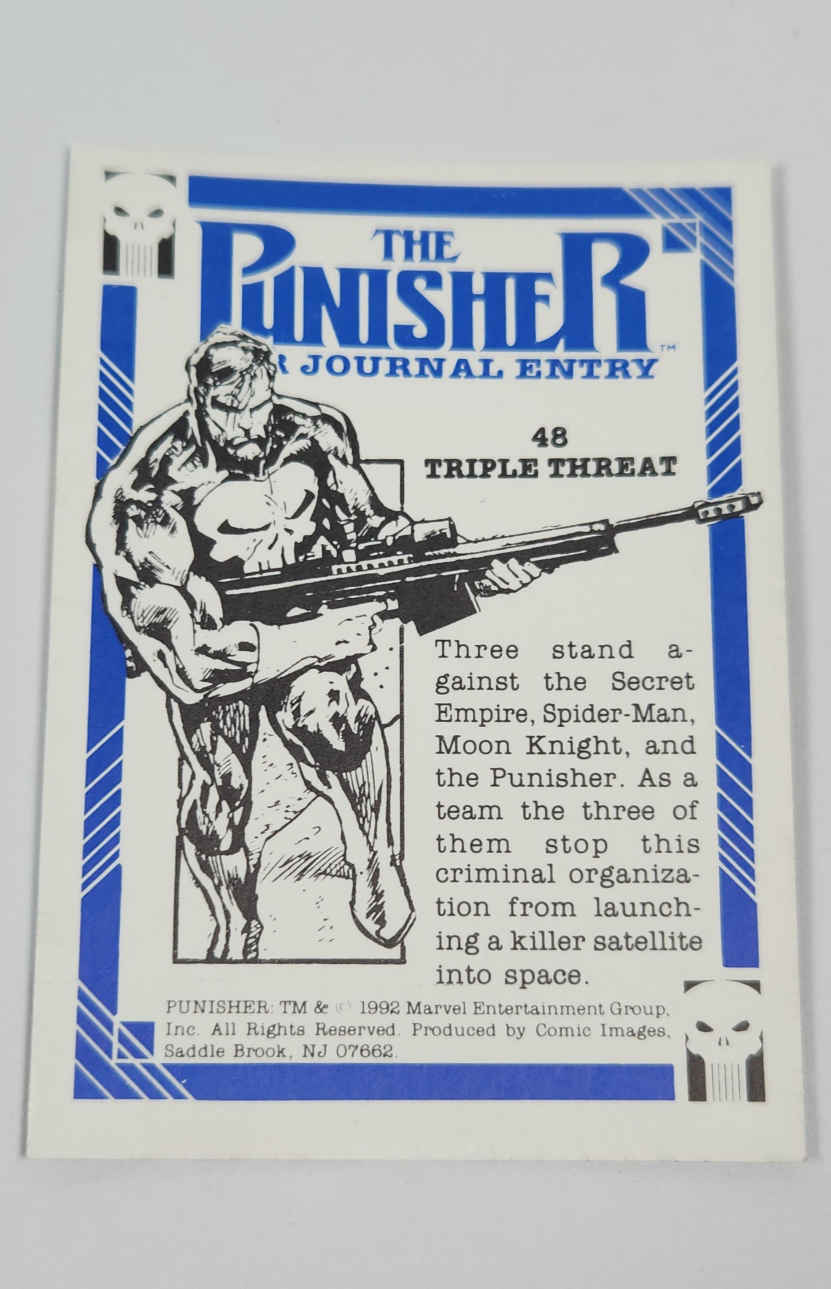 THE
PUNISHER™
R JOURNAL ENTRY
48
TRIPLE THREAT
Three stand a-
gainst the Secret
Empire, Spider-Man,
Moon Knight, and
the Punisher. As a
team the three of
them stop this
criminal organiza-
tion from launch-
ing a killer satellite
into space.
PUNISHER: TM & © 1992 Marvel Entertainment Group,
Inc. All Rights Reserved. Produced by Comic Images,
Saddle Brook, NJ 07662.